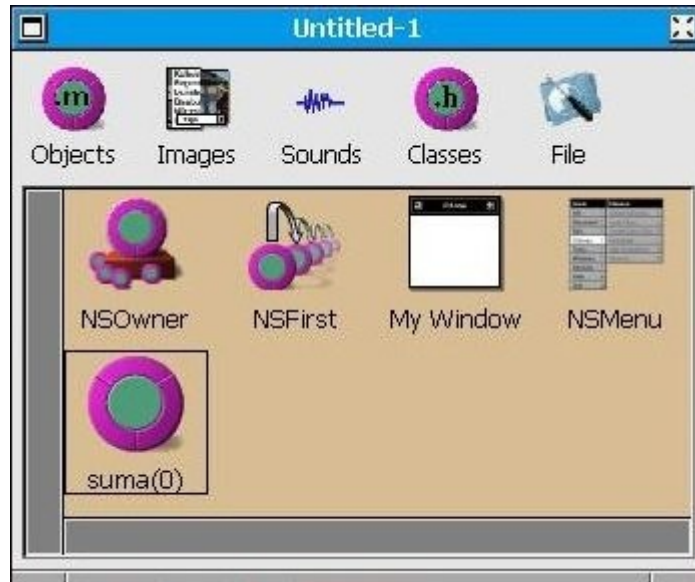 Untitled-1
.m
.h
Objects Images Sounds Classes File
NSOwner NSFirst My Window NSMenu
suma(0)